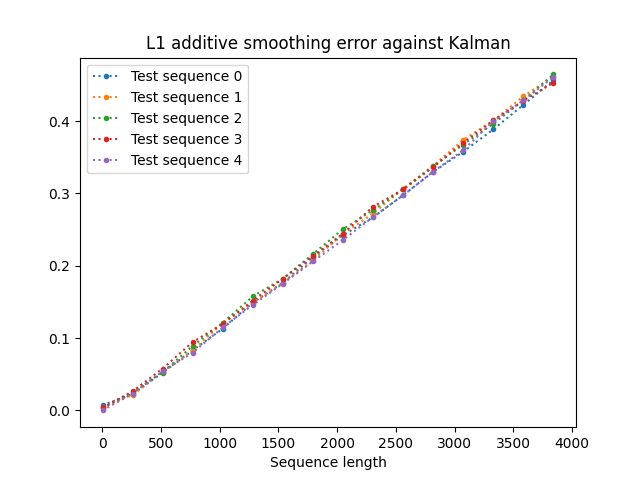 L1 additive smoothing error against Kalman
Test sequence 0
Test sequence 1
Test sequence 2
Test sequence 3
Test sequence 4
0.4
0.3
0.2
0.1
0.0
0 500 1000 1500 2000 2500 3000 3500 4000
Sequence length